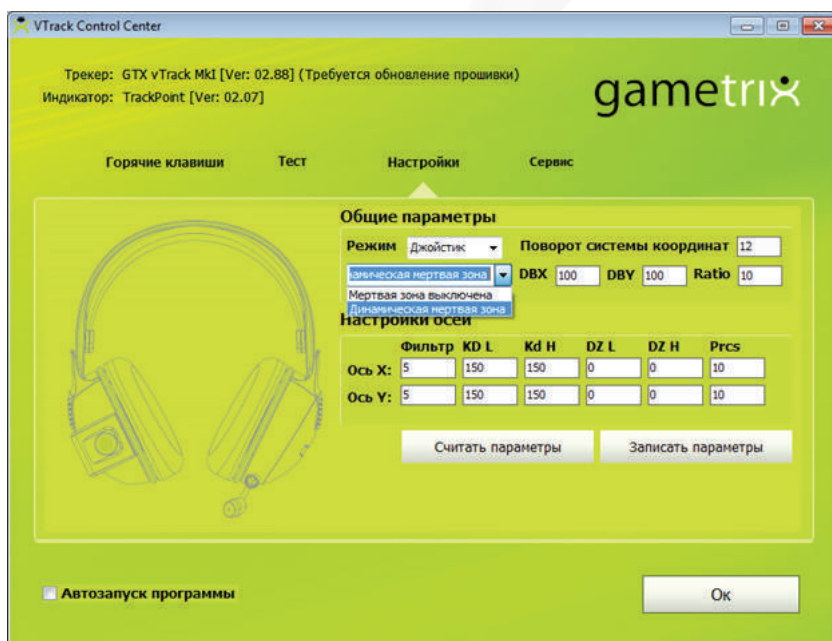 VTrack Control Center
Трекер: GTX vTrack MkI [Ver: 02.88] (Требуется обновление прошивки)
Индикатор: TrackPoint [Ver: 02.07]
gametrix
Горячие клавиши Тест Настройки Сервис
Общие параметры
Режим Джойстик Поворот системы координат 12
намическая мертвая зона DBX 100 DBY 100 Ratio 10
Мертвая зона выключена
Динамическая мертвая зона
Настройки осей
Фильтр KD L Kd H DZ L DZ H Prcs
Ось X: 5 150 150 0 0 10
Ось Y: 5 150 150 0 0 10
Считать параметры Записать параметры
Автозапуск программы Ок